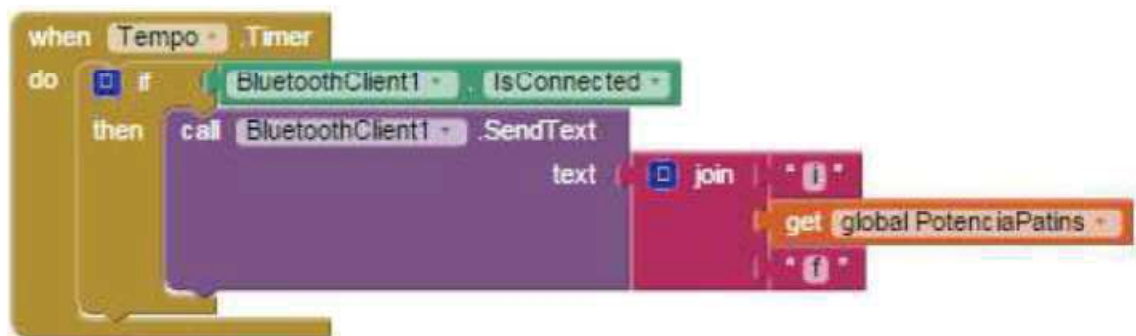 when Tempo .Timer
do if BluetoothClient1 . IsConnected
then call BluetoothClient1 .SendText
text join " i "
get global PotenciaPatins
" f "